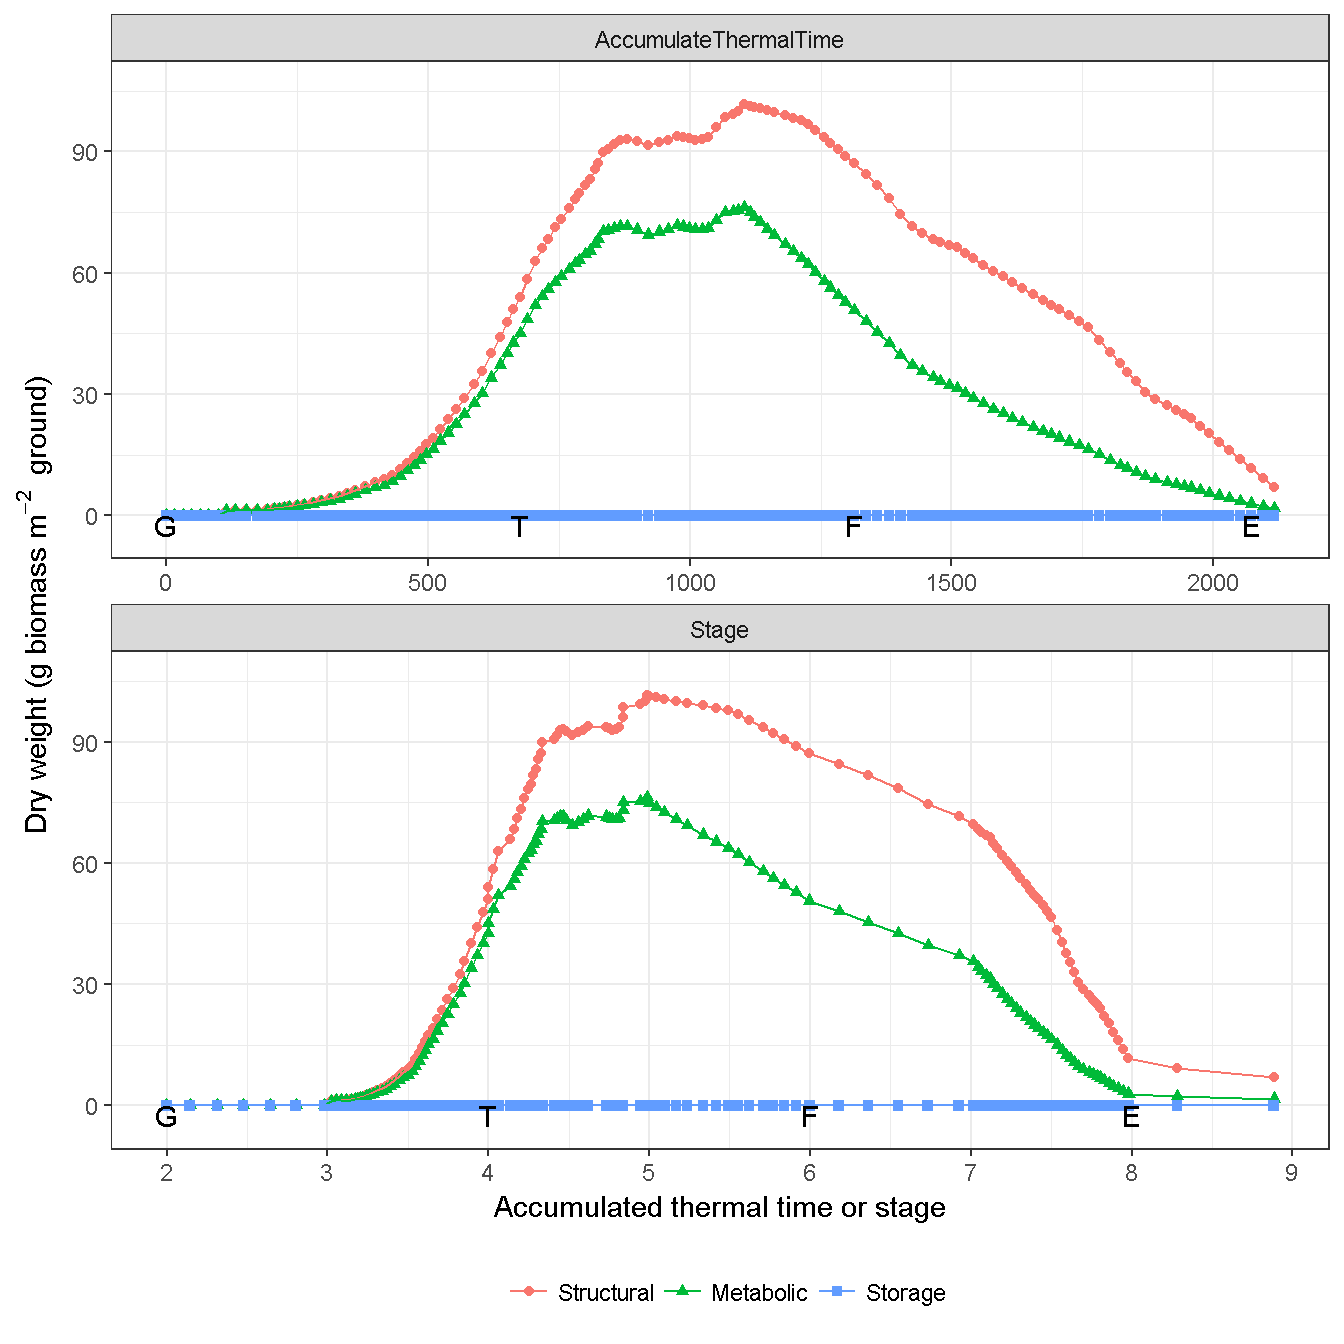 AccumulateThermalTime
90
60
30
0
G T F E
0 500 1000 1500 2000
Dry weight (g biomass m−2 ground)
Stage
90
60
30
0
G T F E
2 3 4 5 6 7 8 9
Accumulated thermal time or stage
Structural Metabolic Storage